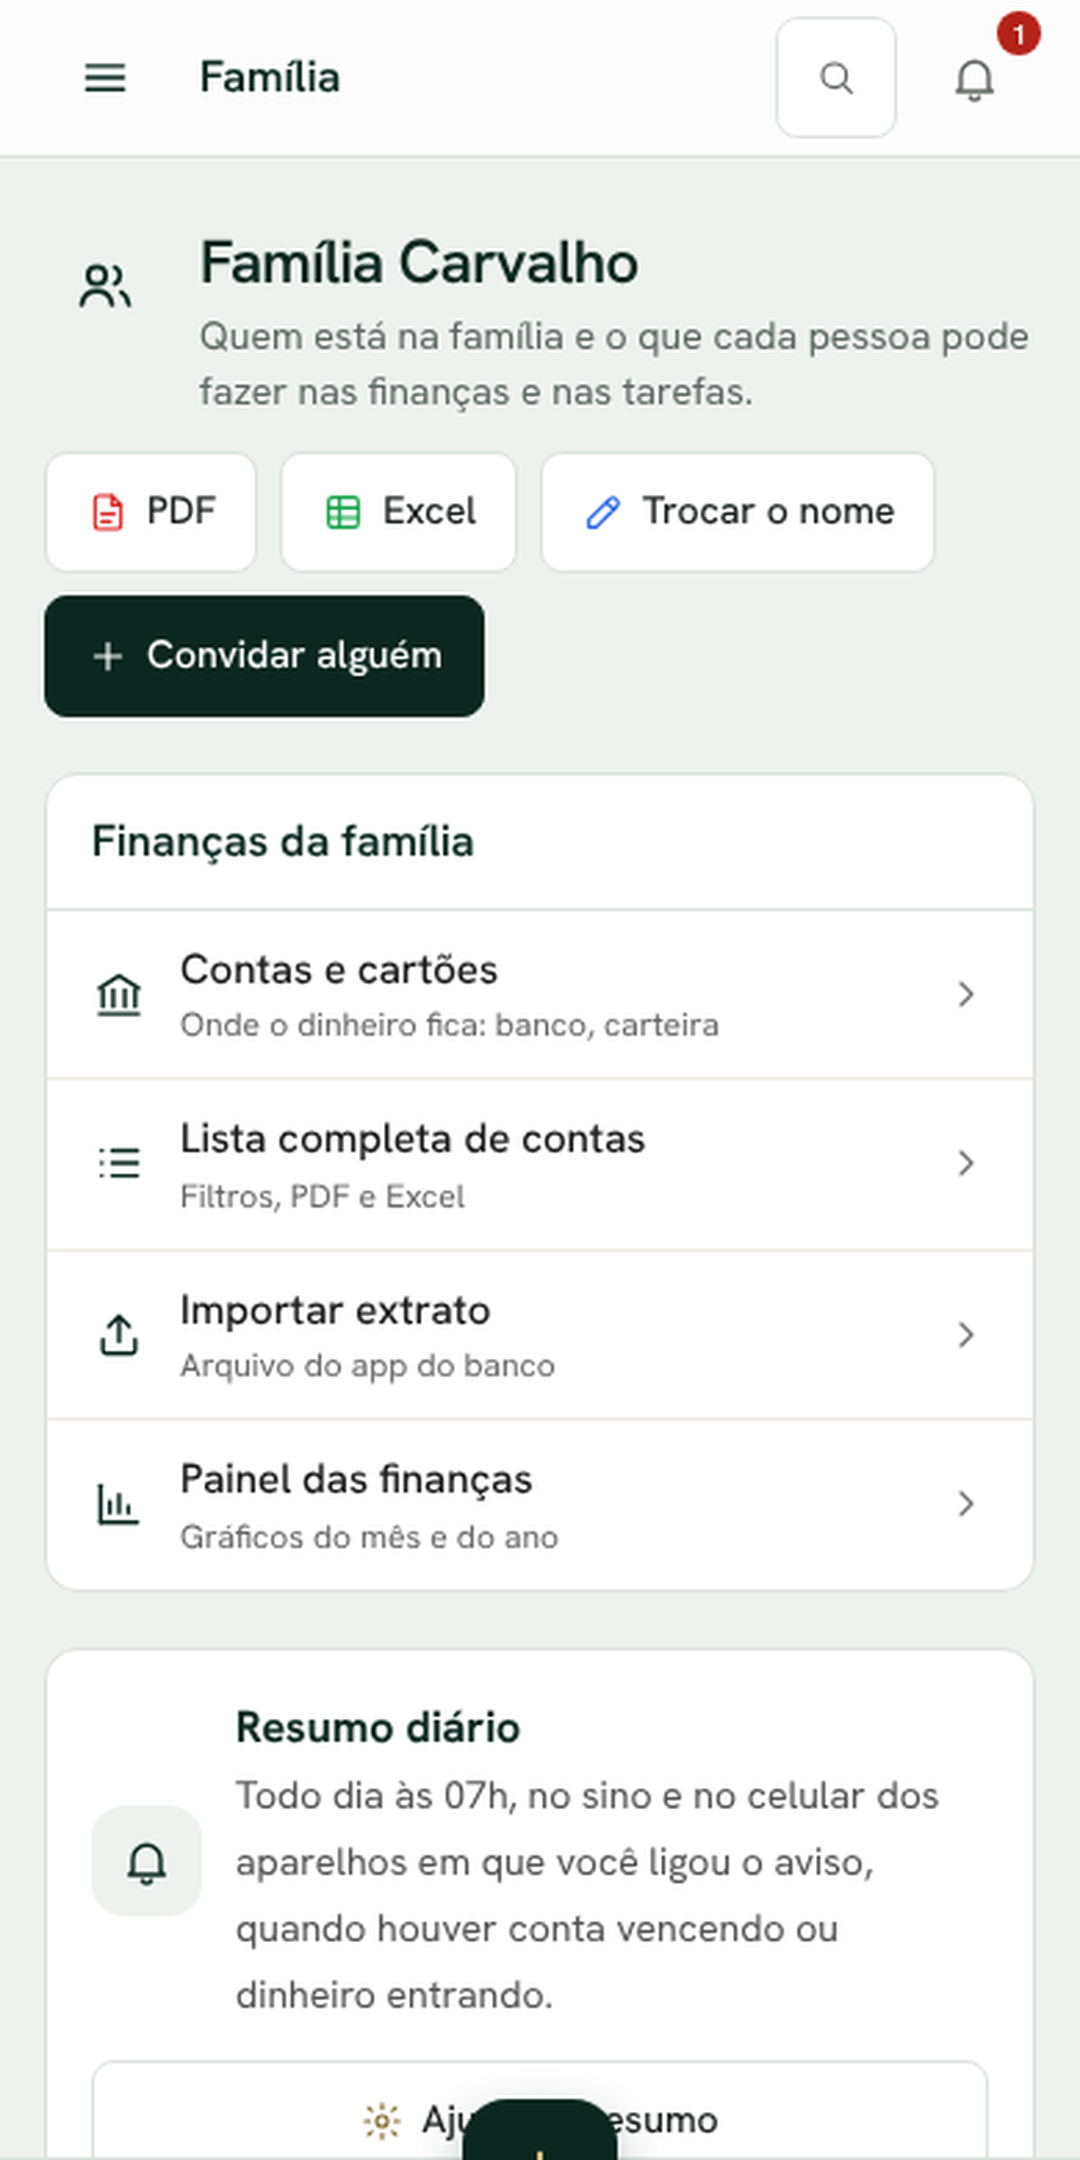 Família
1
Família Carvalho
Quem está na família e o que cada pessoa pode
fazer nas finanças e nas tarefas.
PDF
Excel
Trocar o nome
+ Convidar alguém
Finanças da família
Contas e cartões
Onde o dinheiro fica: banco, carteira
Lista completa de contas
Filtros, PDF e Excel
Importar extrato
Arquivo do app do banco
Painel das finanças
Gráficos do mês e do ano
Resumo diário
Todo dia às 07h, no sino e no celular dos
aparelhos em que você ligou o aviso,
quando houver conta vencendo ou
dinheiro entrando.